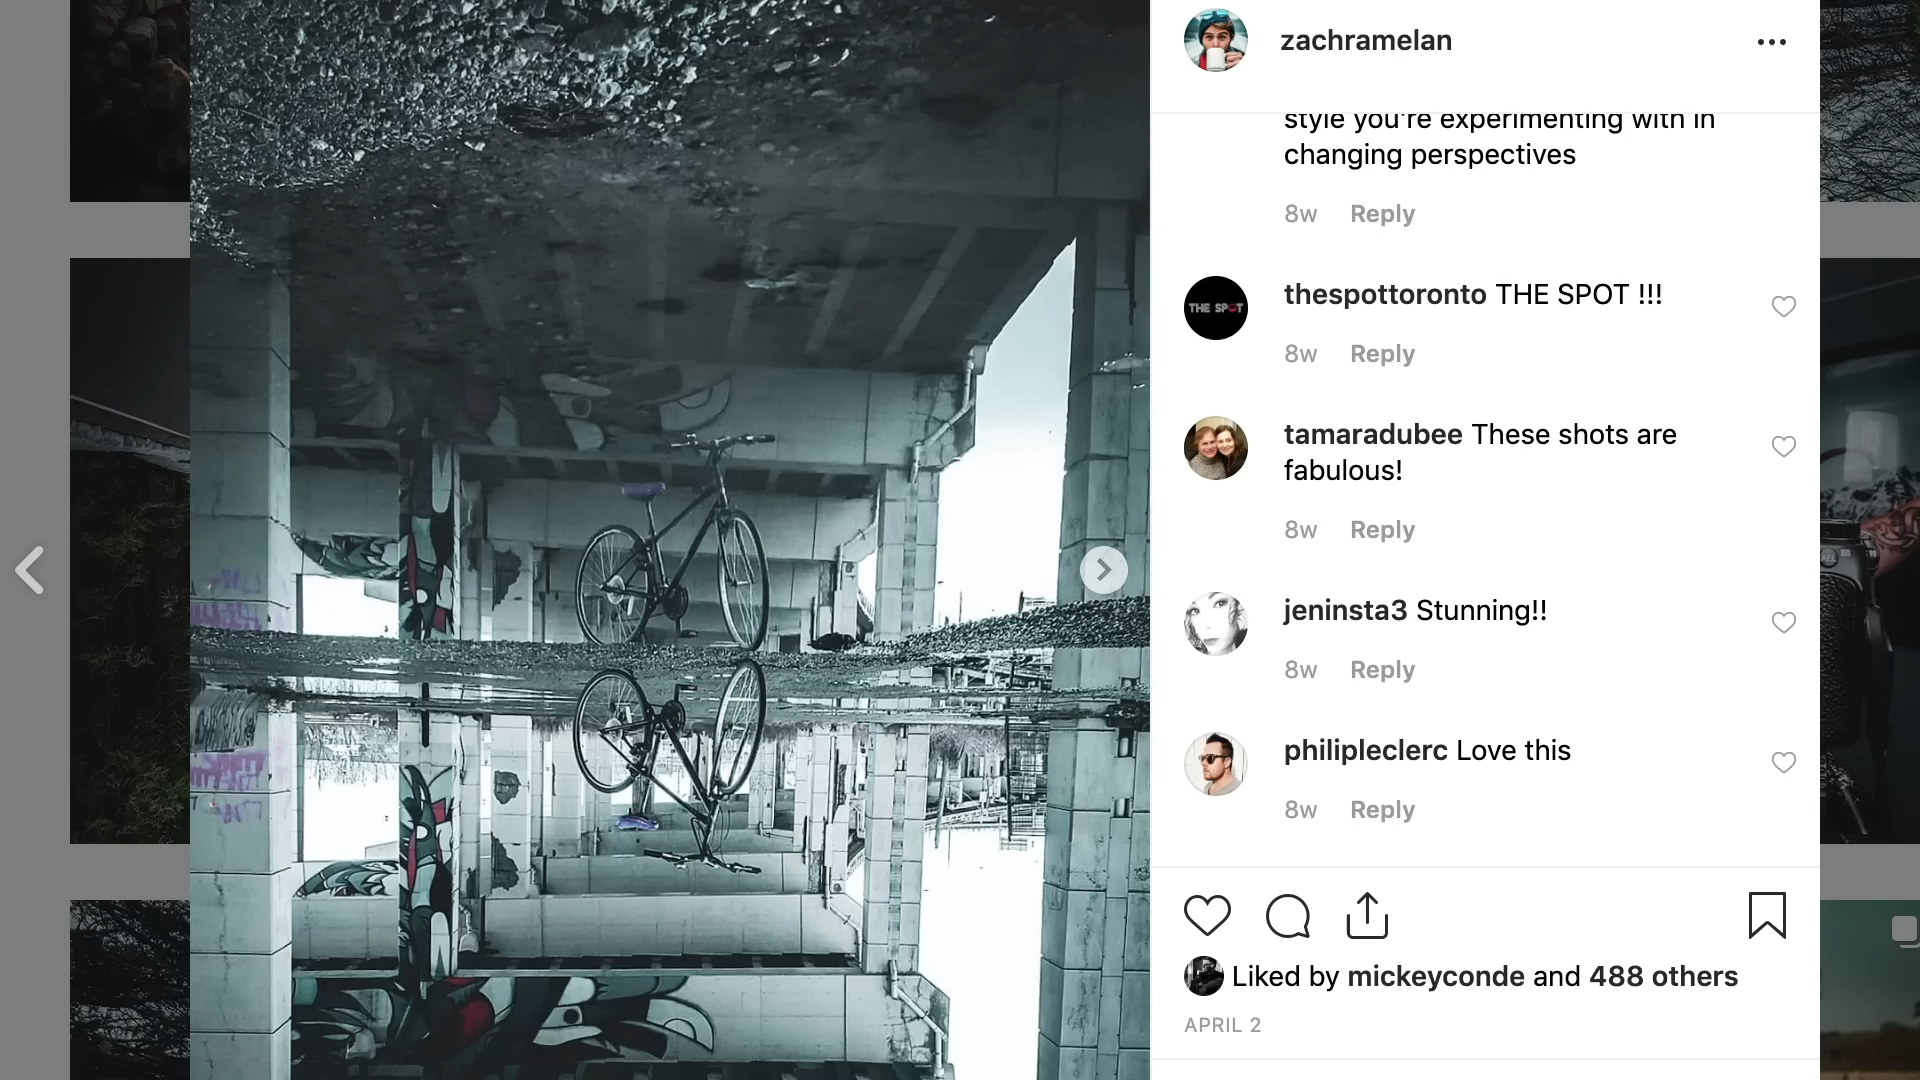 zachramelan
style you're experimenting with in
changing perspectives
8w Reply
THE SPOT
thespottoronto THE SPOT !!!
8w Reply
tamaradubee These shots are
fabulous!
8w Reply
jeninsta3 Stunning!!
8w Reply
philipleclerc Love this
8w Reply
Liked by mickeyconde and 488 others
APRIL 2